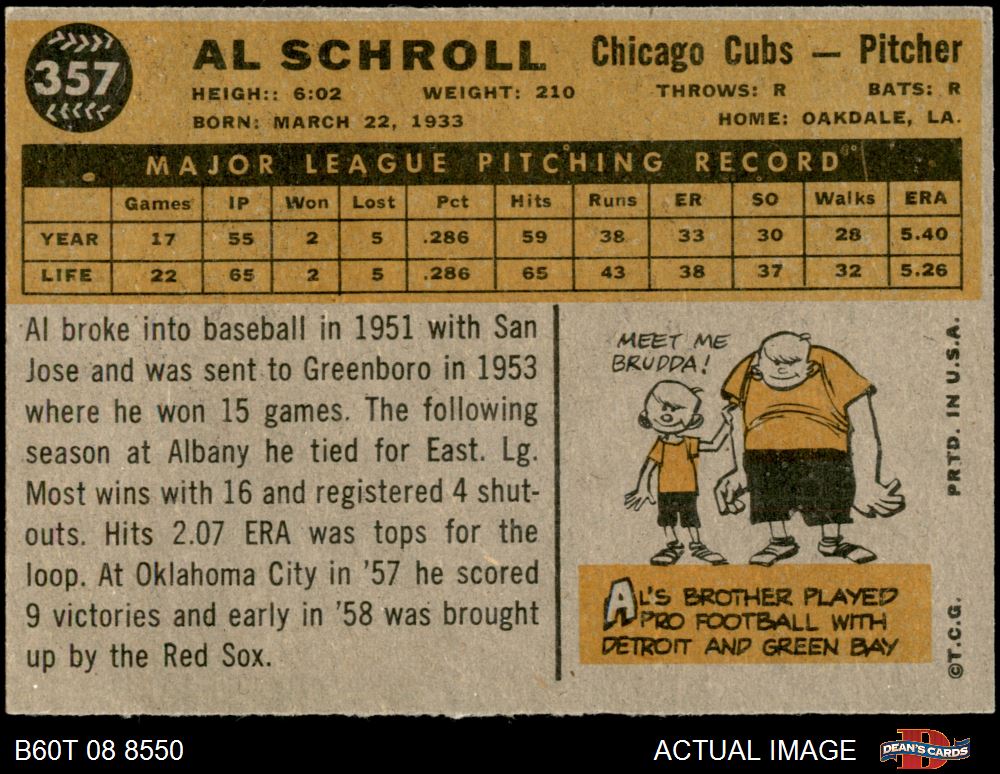 357
AL SCHROLL Chicago Cubs — Pitcher
HEIGH:: 6:02 WEIGHT: 210 THROWS: R BATS: R
BORN: MARCH 22, 1933 HOME: OAKDALE, LA.
MAJOR LEAGUE PITCHING RECORD
Games IP Won Lost Pct Hits Runs ER SO Walks ERA
YEAR 17 55 2 5 .286 59 38 33 30 28 5.40
LIFE 22 65 2 5 .286 65 43 38 37 32 5.26
Al broke into baseball in 1951 with San
Jose and was sent to Greenboro in 1953
where he won 15 games. The following
season at Albany he tied for East. Lg.
Most wins with 16 and registered 4 shut-
outs. Hits 2.07 ERA was tops for the
loop. At Oklahoma City in '57 he scored
9 victories and early in '58 was brought
up by the Red Sox.
MEET ME
BRUDDA!
AL'S BROTHER PLAYED
PRO FOOTBALL WITH
DETROIT AND GREEN BAY
PRTD. IN U.S.A.
©T.C.G.
B60T 08 8550 ACTUAL IMAGE DEAN'S CARDS